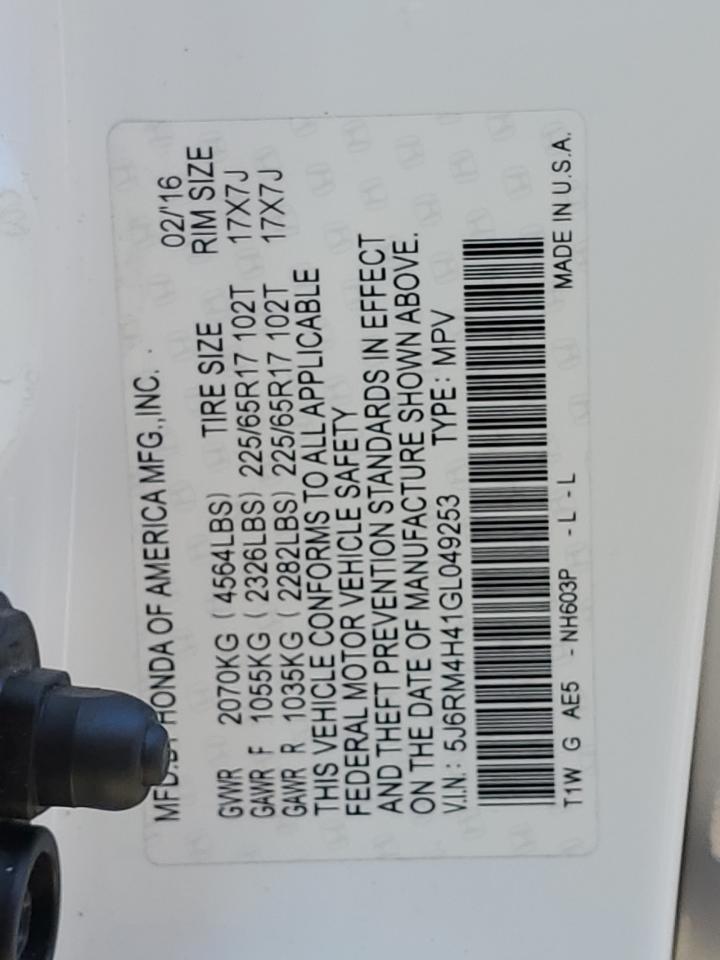 MFD.BY HONDA OF AMERICA MFG.,INC. 02/'16
TIRE SIZE RIM SIZE
GVWR 2070KG (4564LBS)
GAWR F 1055KG (2326LBS) 225/65R17 102T 17X7J
GAWR R 1035KG (2282LBS) 225/65R17 102T 17X7J
THIS VEHICLE CONFORMS TO ALL APPLICABLE
FEDERAL MOTOR VEHICLE SAFETY
AND THEFT PREVENTION STANDARDS IN EFFECT
ON THE DATE OF MANUFACTURE SHOWN ABOVE.
V.I.N.: 5J6RM4H41GL049253 TYPE: MPV
T1W G AE5 -NH603P -L -L MADE IN U.S.A.